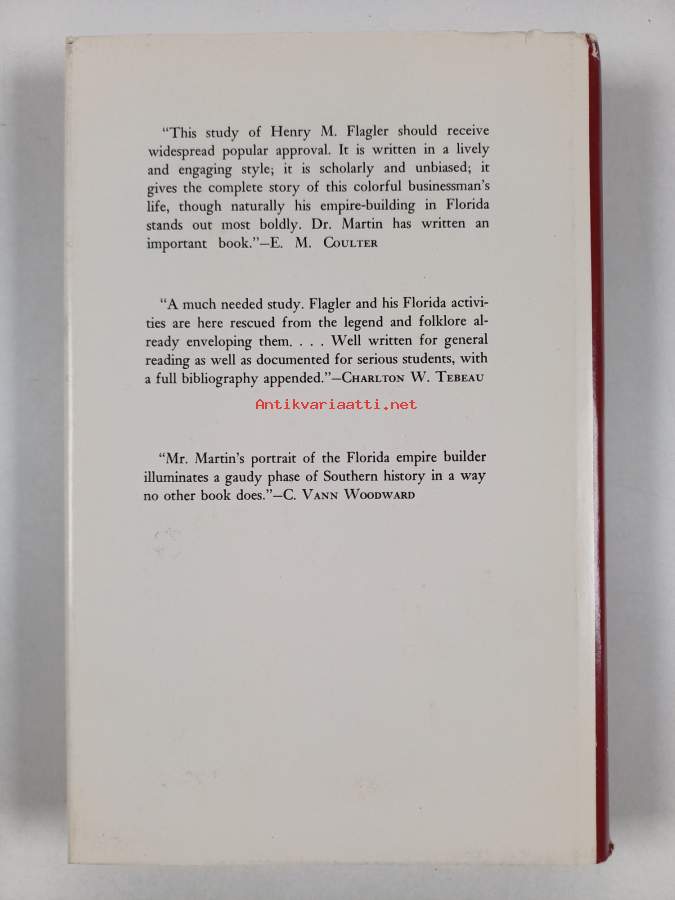 “This study of Henry M. Flagler should receive
widespread popular approval. It is written in a lively
and engaging style; it is scholarly and unbiased; it
gives the complete story of this colorful businessman’s
life, though naturally his empire-building in Florida
stands out most boldly. Dr. Martin has written an
important book.”—E. M. Coulter
“A much needed study. Flagler and his Florida activi-
ties are here rescued from the legend and folklore al-
ready enveloping them. . . . Well written for general
reading as well as documented for serious students, with
a full bibliography appended.”—Charlton W. Tebeau
Antikvariaatti.net
“Mr. Martin’s portrait of the Florida empire builder
illuminates a gaudy phase of Southern history in a way
no other book does.”—C. Vann Woodward